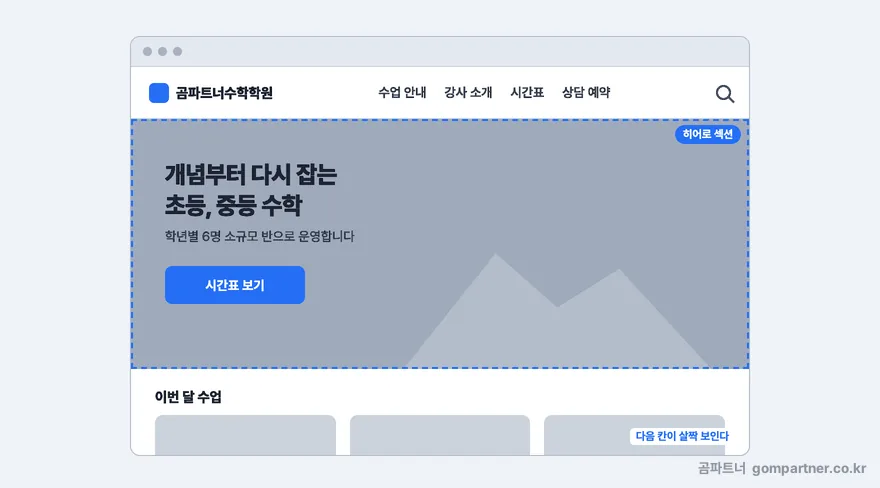 곰파트너수학학원
수업 안내 강사 소개 시간표 상담 예약
히어로 섹션
개념부터 다시 잡는
초등, 중등 수학
학년별 6명 소규모 반으로 운영합니다
시간표 보기
이번 달 수업
다음 칸이 살짝 보인다
곰파트너 gompartner.co.kr